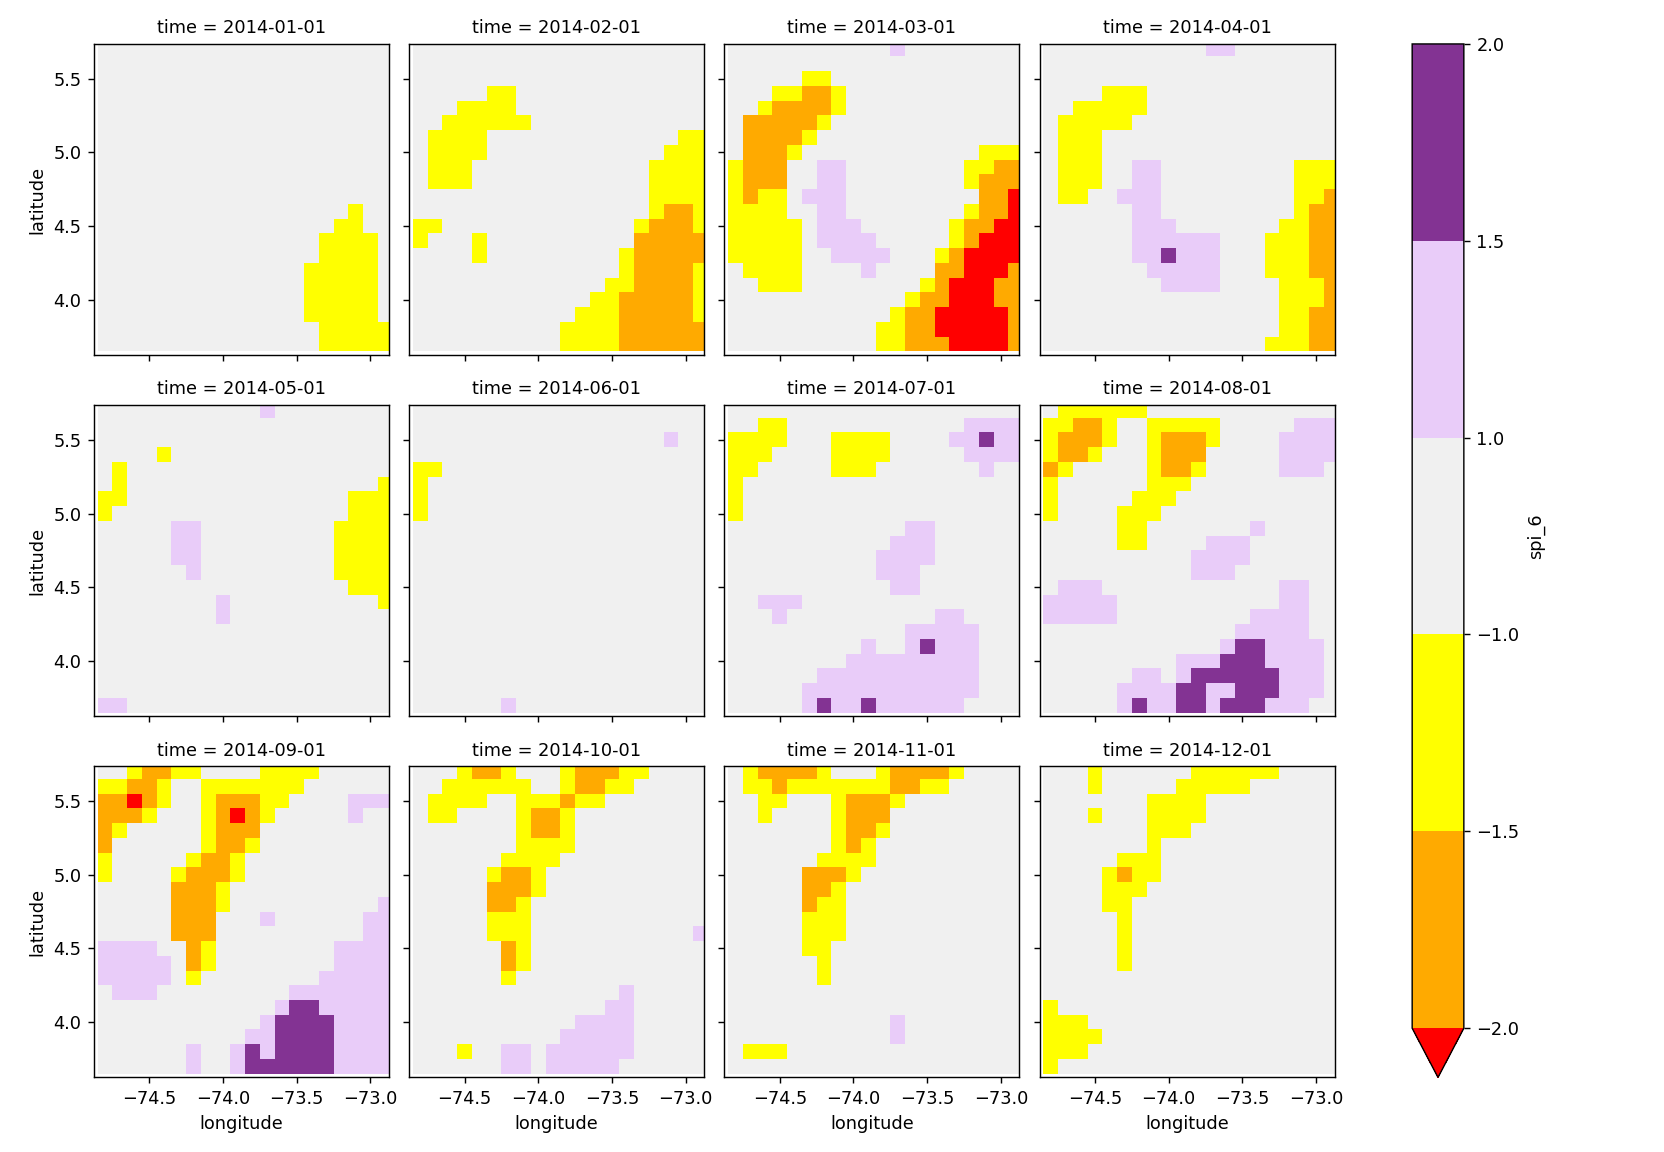 time = 2014-01-01
time = 2014-02-01
time = 2014-03-01
time = 2014-04-01
2.0
1.5
1.0
−1.0
−1.5
−2.0
spi_6
5.5
5.0
4.5
4.0
latitude
time = 2014-05-01
time = 2014-06-01
time = 2014-07-01
time = 2014-08-01
5.5
5.0
4.5
4.0
latitude
time = 2014-09-01
time = 2014-10-01
time = 2014-11-01
time = 2014-12-01
5.5
5.0
4.5
4.0
latitude
−74.5 −74.0 −73.5 −73.0
−74.5 −74.0 −73.5 −73.0
−74.5 −74.0 −73.5 −73.0
−74.5 −74.0 −73.5 −73.0
longitude
longitude
longitude
longitude